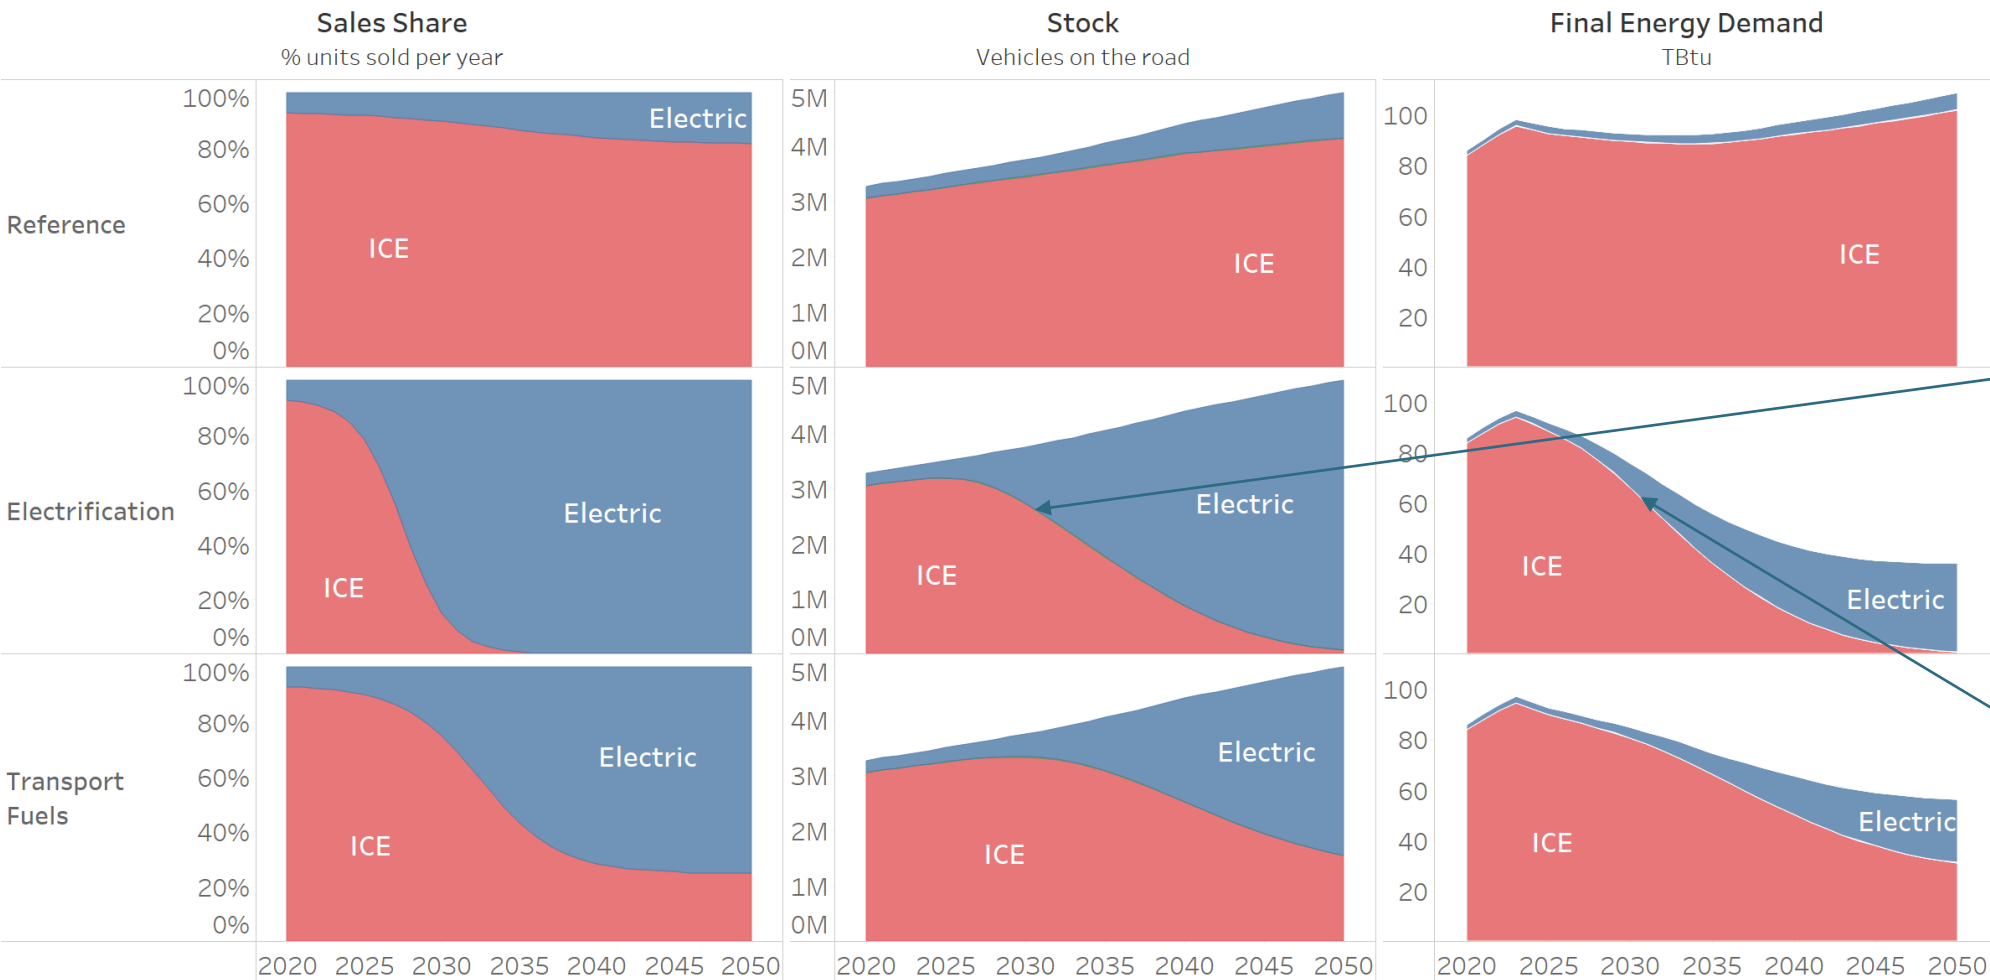 Sales Share
% units sold per year
Stock
Vehicles on the road
Final Energy Demand
TBtu
Reference
100%
80%
60%
40%
20%
0%
Electric
ICE
5M
4M
3M
2M
1M
0M
ICE
100
80
60
40
20
ICE
Electrification
100%
80%
60%
40%
20%
0%
Electric
ICE
5M
4M
3M
2M
1M
0M
Electric
ICE
100
80
60
40
20
ICE
Electric
Transport
Fuels
100%
80%
60%
40%
20%
0%
Electric
ICE
5M
4M
3M
2M
1M
0M
Electric
ICE
100
80
60
40
20
Electric
ICE
2020 2025 2030 2035 2040 2045 2050
2020 2025 2030 2035 2040 2045 2050
2020 2025 2030 2035 2040 2045 2050